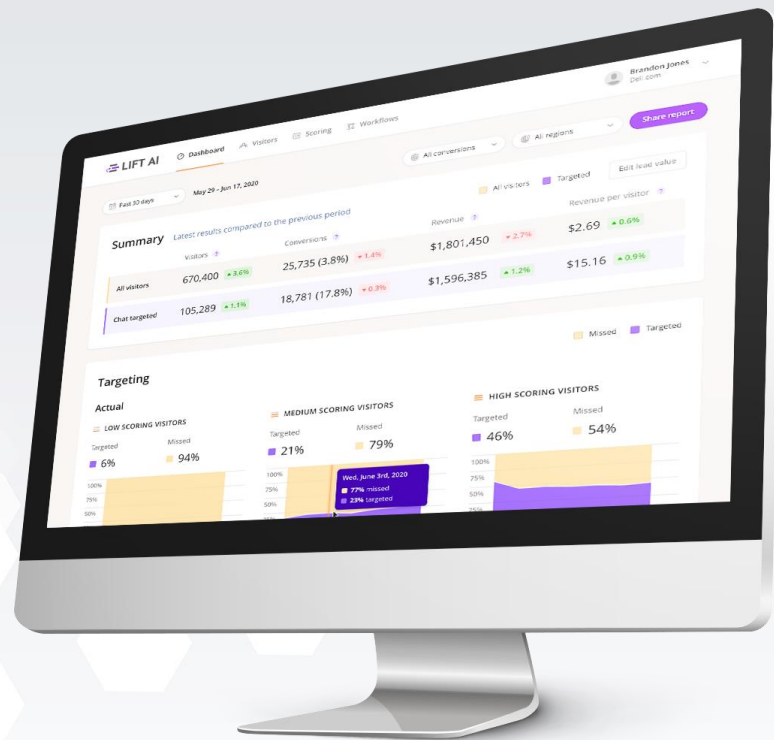 LIFT AI Dashboard Visitors Scoring Workflows Brandon Jones
Dell.com
Past 30 days May 29 - Jun 17, 2020 All conversions All regions Share report
Summary Latest results compared to the previous period All visitors Targeted Edit lead value
Visitors ? Conversions ? Revenue ? Revenue per visitor ?
All visitors 670,400 ▲3.6% 25,735 (3.8%) ▼1.4% $1,801,450 ▼2.7% $2.69 ▲0.6%
Chat targeted 105,289 ▲1.1% 18,781 (17.8%) ▼0.3% $1,596,385 ▲1.2% $15.16 ▲0.9%
Targeting Missed Targeted
Actual
LOW SCORING VISITORS MEDIUM SCORING VISITORS HIGH SCORING VISITORS
Targeted Missed Targeted Missed Targeted Missed
6% 94% 21% 79% 46% 54%
100% 100% 100%
75% 75% 75%
50% 50% 50%
25%
Wed, June 3rd, 2020
77% missed
23% targeted